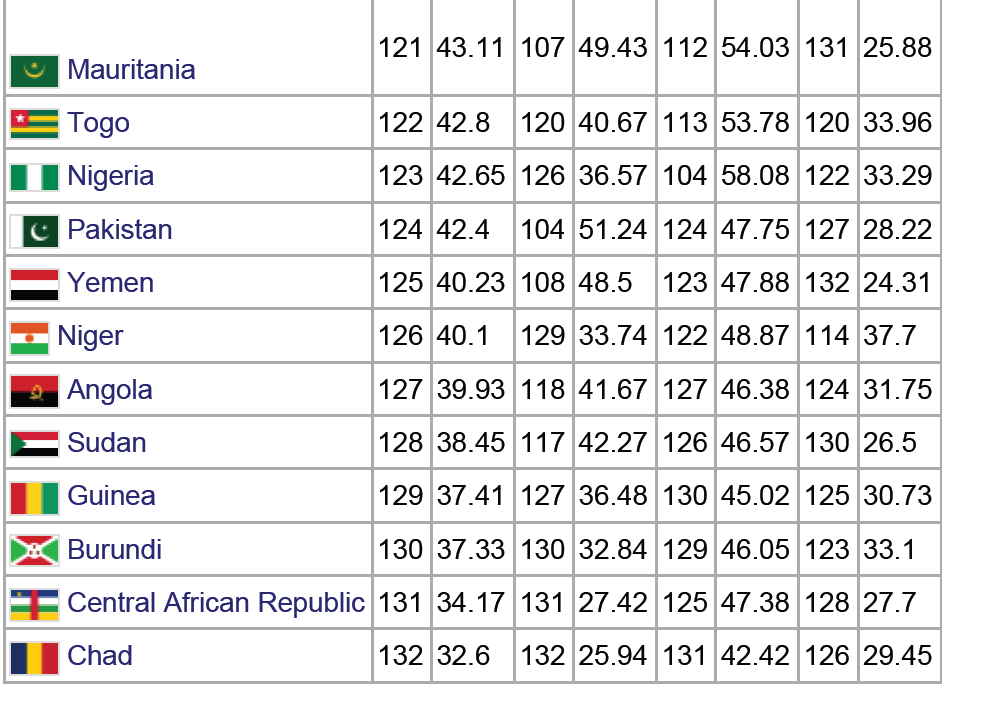 Mauritania 121 43.11 107 49.43 112 54.03 131 25.88
Togo 122 42.8 120 40.67 113 53.78 120 33.96
Nigeria 123 42.65 126 36.57 104 58.08 122 33.29
Pakistan 124 42.4 104 51.24 124 47.75 127 28.22
Yemen 125 40.23 108 48.5 123 47.88 132 24.31
Niger 126 40.1 129 33.74 122 48.87 114 37.7
Angola 127 39.93 118 41.67 127 46.38 124 31.75
Sudan 128 38.45 117 42.27 126 46.57 130 26.5
Guinea 129 37.41 127 36.48 130 45.02 125 30.73
Burundi 130 37.33 130 32.84 129 46.05 123 33.1
Central African Republic 131 34.17 131 27.42 125 47.38 128 27.7
Chad 132 32.6 132 25.94 131 42.42 126 29.45